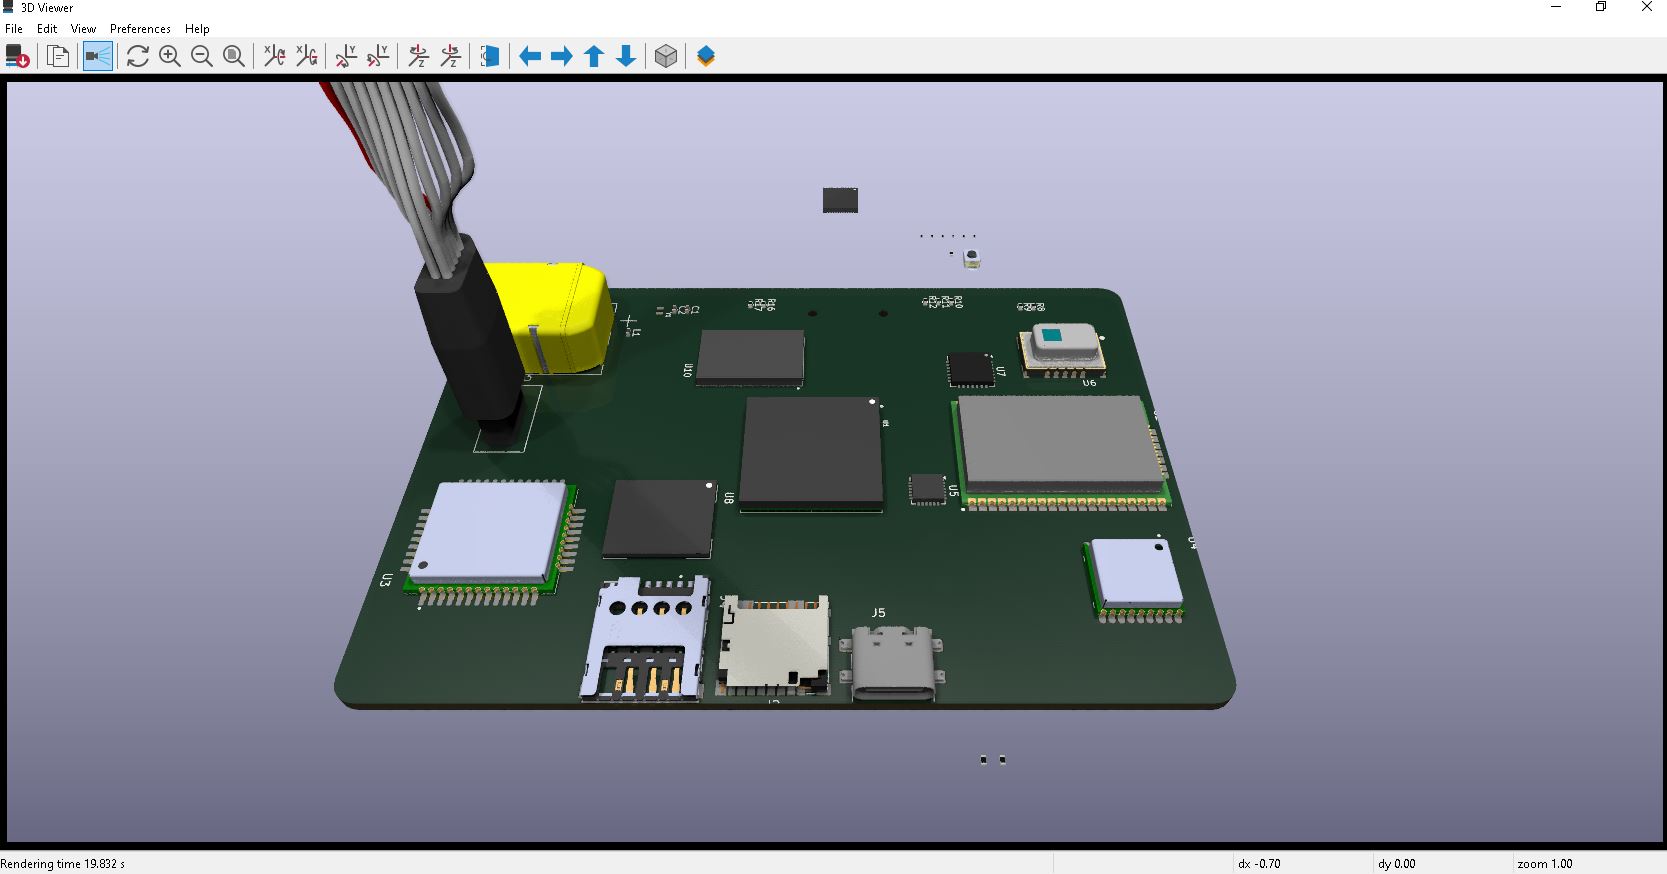 3D Viewer
File Edit View Preferences Help
L1
U10
U7
U6
U8
U5
U3
U4
J5
Rendering time 19.832 s
dx -0.70
dy 0.00
zoom 1.00